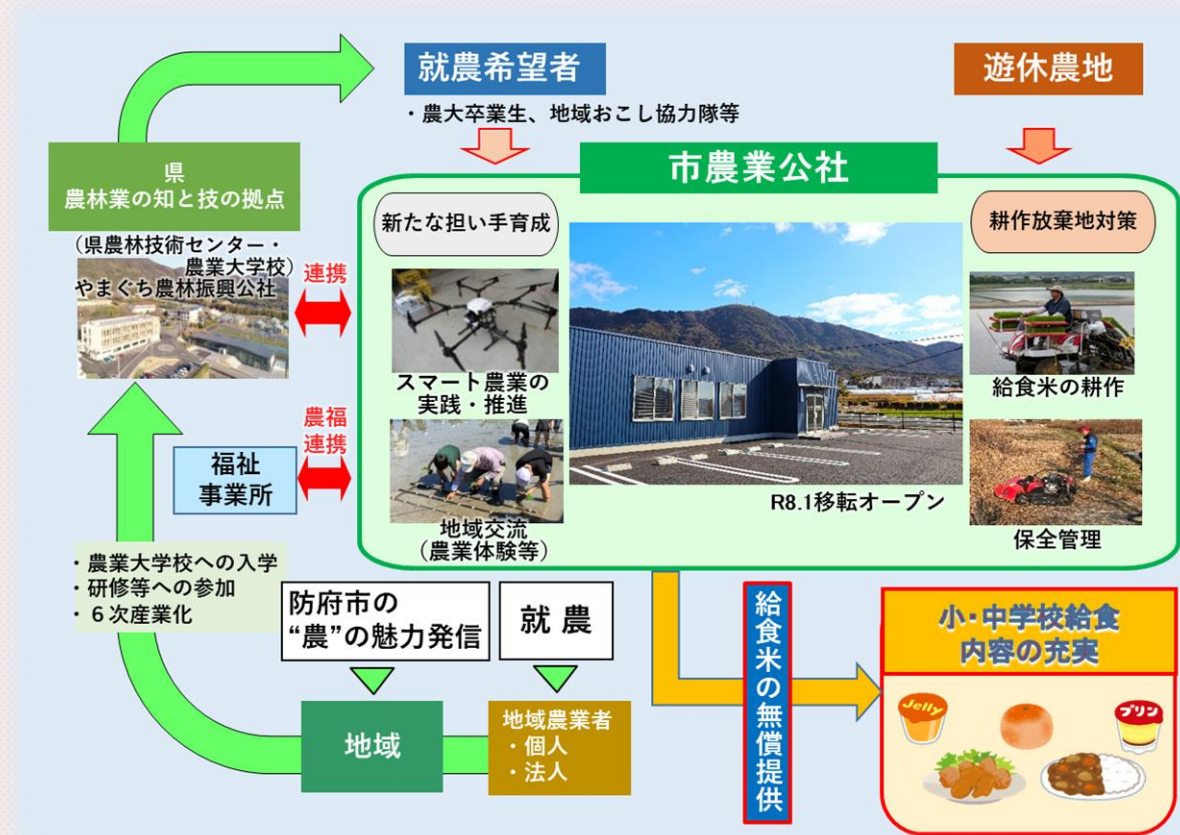 就農希望者
・農大卒業生、地域おこし協力隊等
遊休農地
県
農林業の知と技の拠点
（県農林技術センター・
農業大学校）
やまぐち農林振興公社
連携
農福
連携
福祉
事業所
市農業公社
新たな担い手育成
スマート農業の
実践・推進
地域交流
（農業体験等）
R8.1移転オープン
耕作放棄地対策
給食米の耕作
保全管理
・農業大学校への入学
・研修等への参加
・６次産業化
防府市の
“農”の魅力発信
就 農
地域
地域農業者
・個人
・法人
給食米の無償提供
小・中学校給食
内容の充実
Jelly
プリン